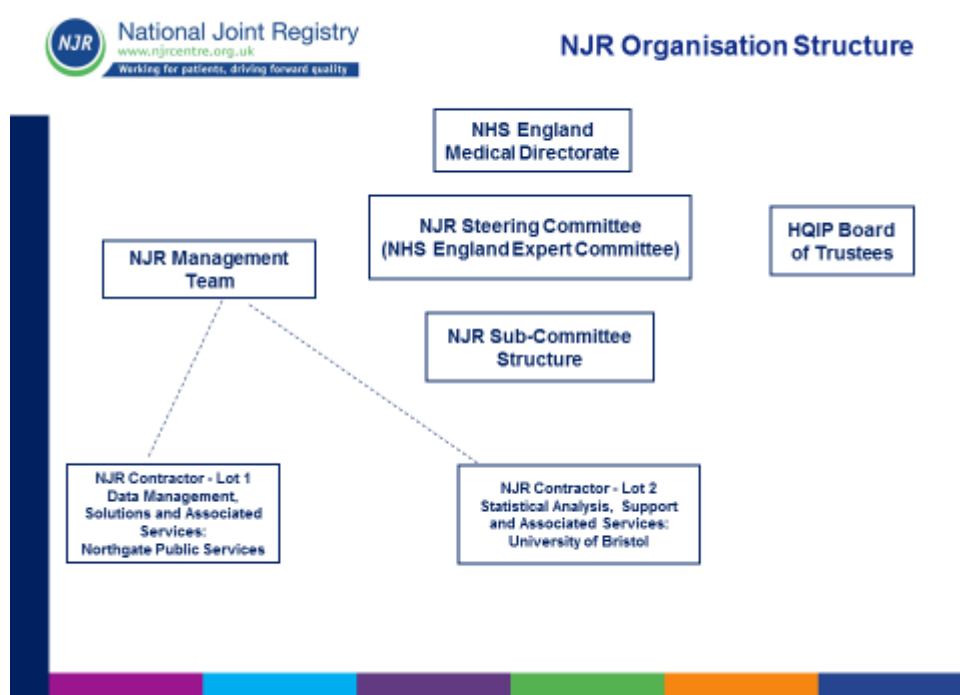 NJR
National Joint Registry
www.njrcentre.org.uk
Working for patients, driving forward quality
NJR Organisation Structure
NHS England
Medical Directorate
NJR Steering Committee
(NHS England Expert Committee)
HQIP Board
of Trustees
NJR Management
Team
NJR Sub-Committee
Structure
NJR Contractor - Lot 1
Data Management,
Solutions and Associated
Services:
Northgate Public Services
NJR Contractor - Lot 2
Statistical Analysis, Support
and Associated Services:
University of Bristol